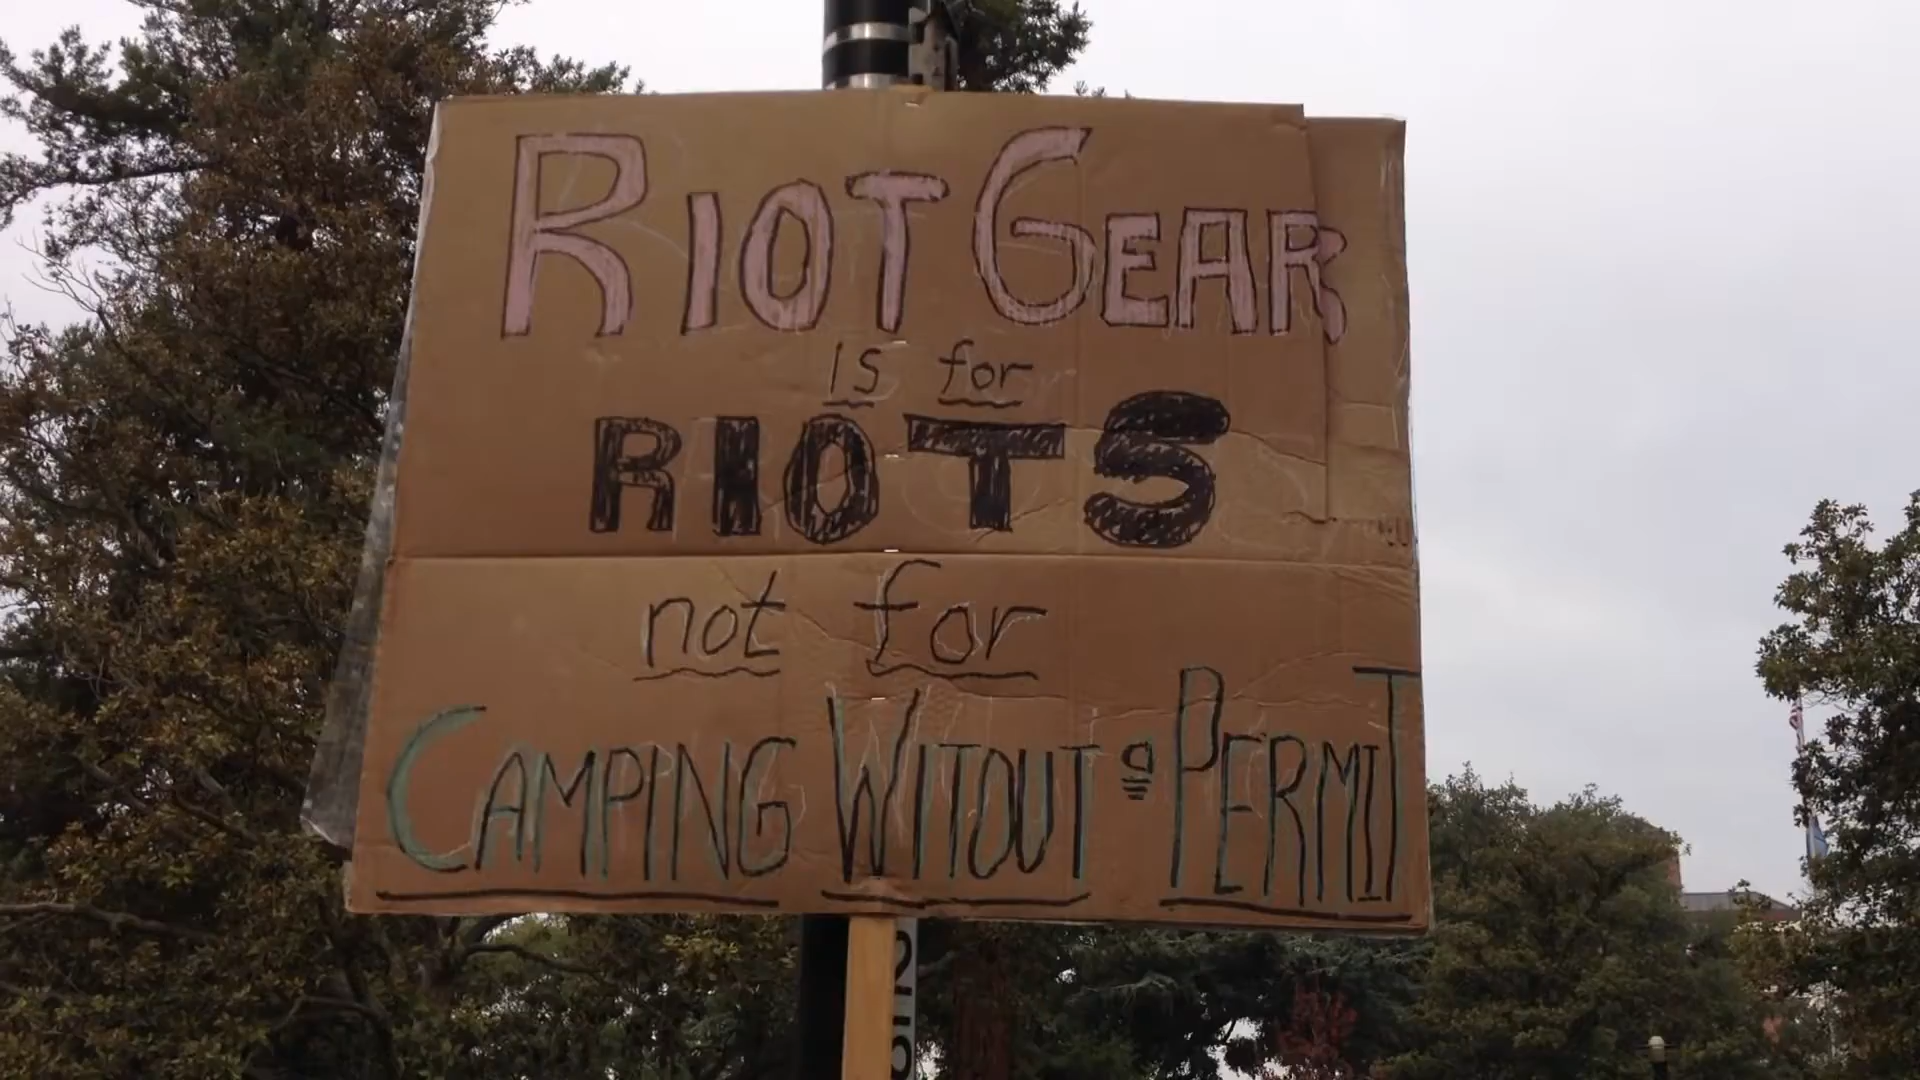 RIOT GEAR
is for
RIOTS
not for
CAMPING WITOUT a PERMIT